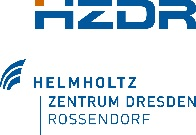 HZDR
HELMHOLTZ
ZENTRUM DRESDEN
ROSSENDORF